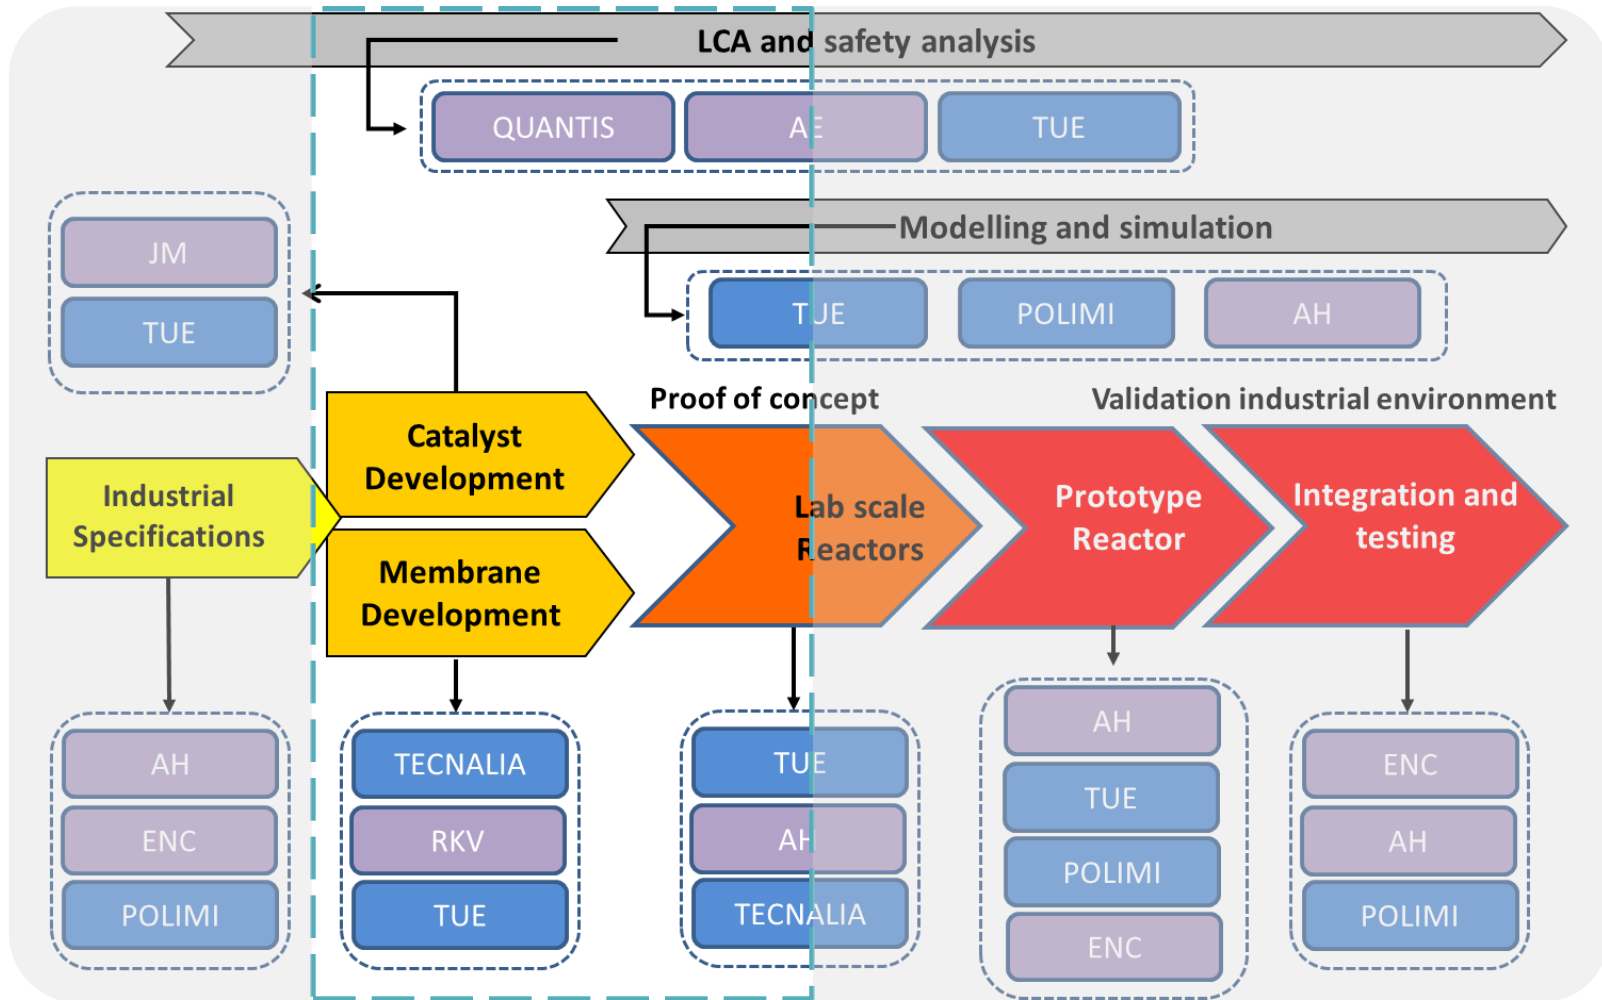 LCA and safety analysis
QUANTIS
AE
TUE
JM
TUE
Modelling and simulation
TUE
POLIMI
AH
Proof of concept
Validation industrial environment
Industrial
Specifications
Catalyst
Development
Membrane
Development
Lab scale
Reactors
Prototype
Reactor
Integration and
testing
AH
ENC
POLIMI
TECNALIA
RKV
TUE
TUE
AH
TECNALIA
AH
TUE
POLIMI
ENC
ENC
AH
POLIMI